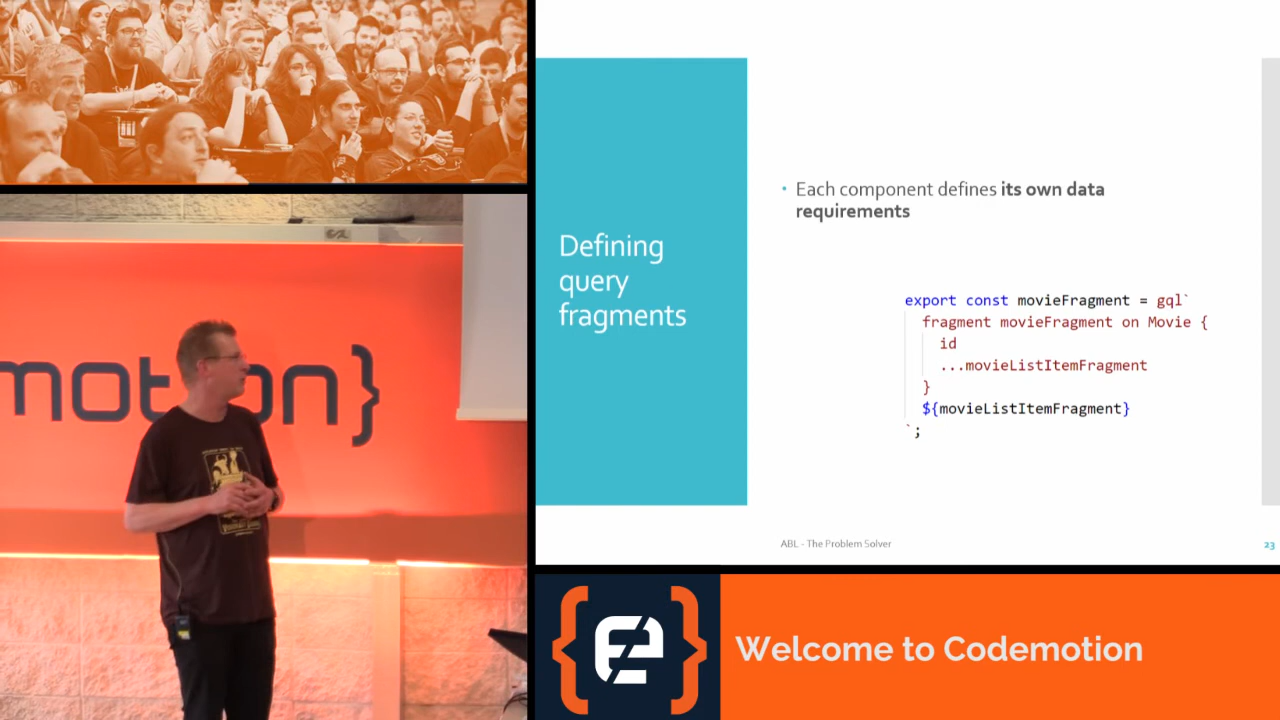 motion}
Defining
query
fragments
• Each component defines its own data
requirements
export const movieFragment = gql`
fragment movieFragment on Movie {
id
...movieListItemFragment
}
${movieListItemFragment}
`;
ABL - The Problem Solver
23
Welcome to Codemotion